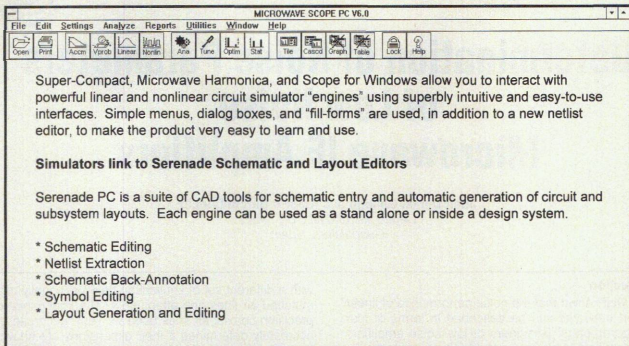 MICROWAVE SCOPE PC V6.0
File Edit Settings Analyze Reports Utilities Window Help
Open Print Accm Vprob Linear Nonlin Aria Tune Optim Stat Tile Cascd Graph Table Lock Help
Super-Compact, Microwave Harmonica, and Scope for Windows allow you to interact with
powerful linear and nonlinear circuit simulator "engines" using superbly intuitive and easy-to-use
interfaces. Simple menus, dialog boxes, and "fill-forms" are used, in addition to a new netlist
editor, to make the product very easy to learn and use.
Simulators link to Serenade Schematic and Layout Editors
Serenade PC is a suite of CAD tools for schematic entry and automatic generation of circuit and
subsystem layouts. Each engine can be used as a stand alone or inside a design system.
* Schematic Editing
* Netlist Extraction
* Schematic Back-Annotation
* Symbol Editing
* Layout Generation and Editing